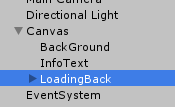 Main Camera
Directional Light
Canvas
BackGround
InfoText
LoadingBack
EventSystem